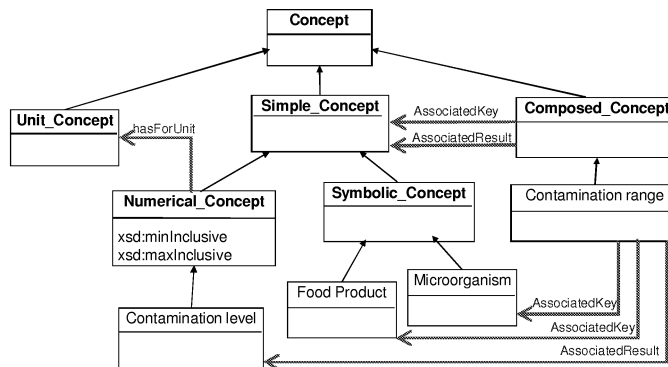 Concept
Unit_Concept
hasForUnit
Simple_Concept
AssociatedKey
AssociatedResult
Composed_Concept
Numerical_Concept
xsd:minInclusive
xsd:maxInclusive
Symbolic_Concept
Contamination range
Food Product
Microorganism
AssociatedKey
AssociatedKey
AssociatedResult
Contamination level